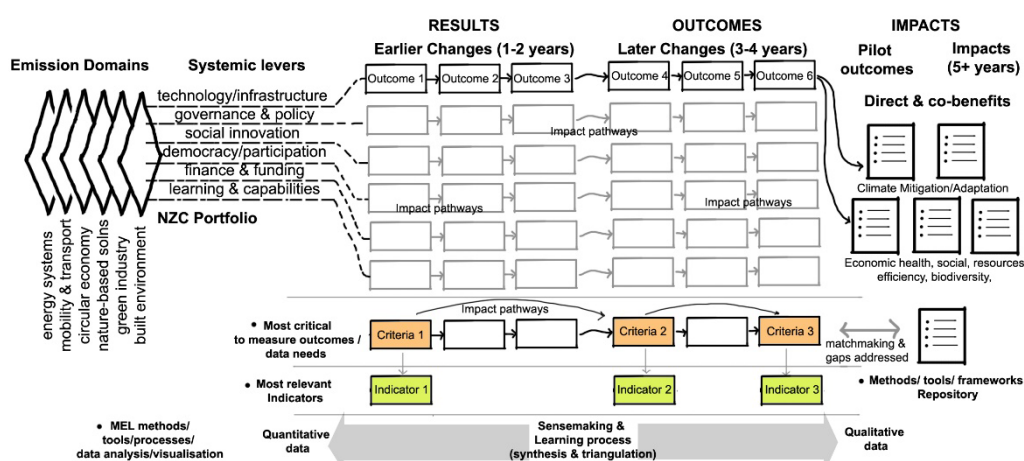 RESULTS
OUTCOMES
IMPACTS
Emission Domains
Systemic levers
Earlier Changes (1-2 years)
Later Changes (3-4 years)
Pilot
outcomes
Impacts
(5+ years)
technology/infrastructure
governance & policy
social innovation
democracy/participation
finance & funding
learning & capabilities
NZC Portfolio
Outcome 1
Outcome 2
Outcome 3
Outcome 4
Outcome 5
Outcome 6
Direct & co-benefits
Impact pathways
Impact pathways
Impact pathways
Climate Mitigation/Adaptation
Economic health, social, resources
efficiency, biodiversity,
energy systems
mobility & transport
circular economy
nature-based solns
green industry
built environment
Impact pathways
• Most critical
to measure outcomes /
data needs
Criteria 1
Criteria 2
Criteria 3
matchmaking &
gaps addressed
• Most relevant
Indicators
Indicator 1
Indicator 2
Indicator 3
• Methods/ tools/ frameworks
Repository
• MEL methods/
tools/processes/
data analysis/visualisation
Quantitative
data
Sensemaking &
Learning process
(synthesis & triangulation)
Qualitative
data